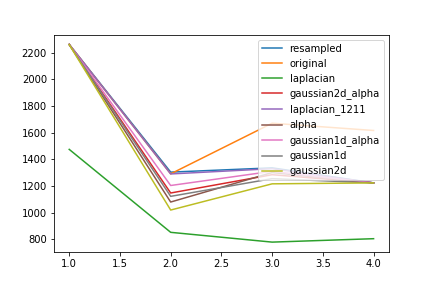 2200
2000
1800
1600
1400
1200
1000
800
1.0
1.5
2.0
2.5
3.0
3.5
4.0
resampled
original
laplacian
gaussian2d_alpha
laplacian_1211
alpha
gaussian1d_alpha
gaussian1d
gaussian2d